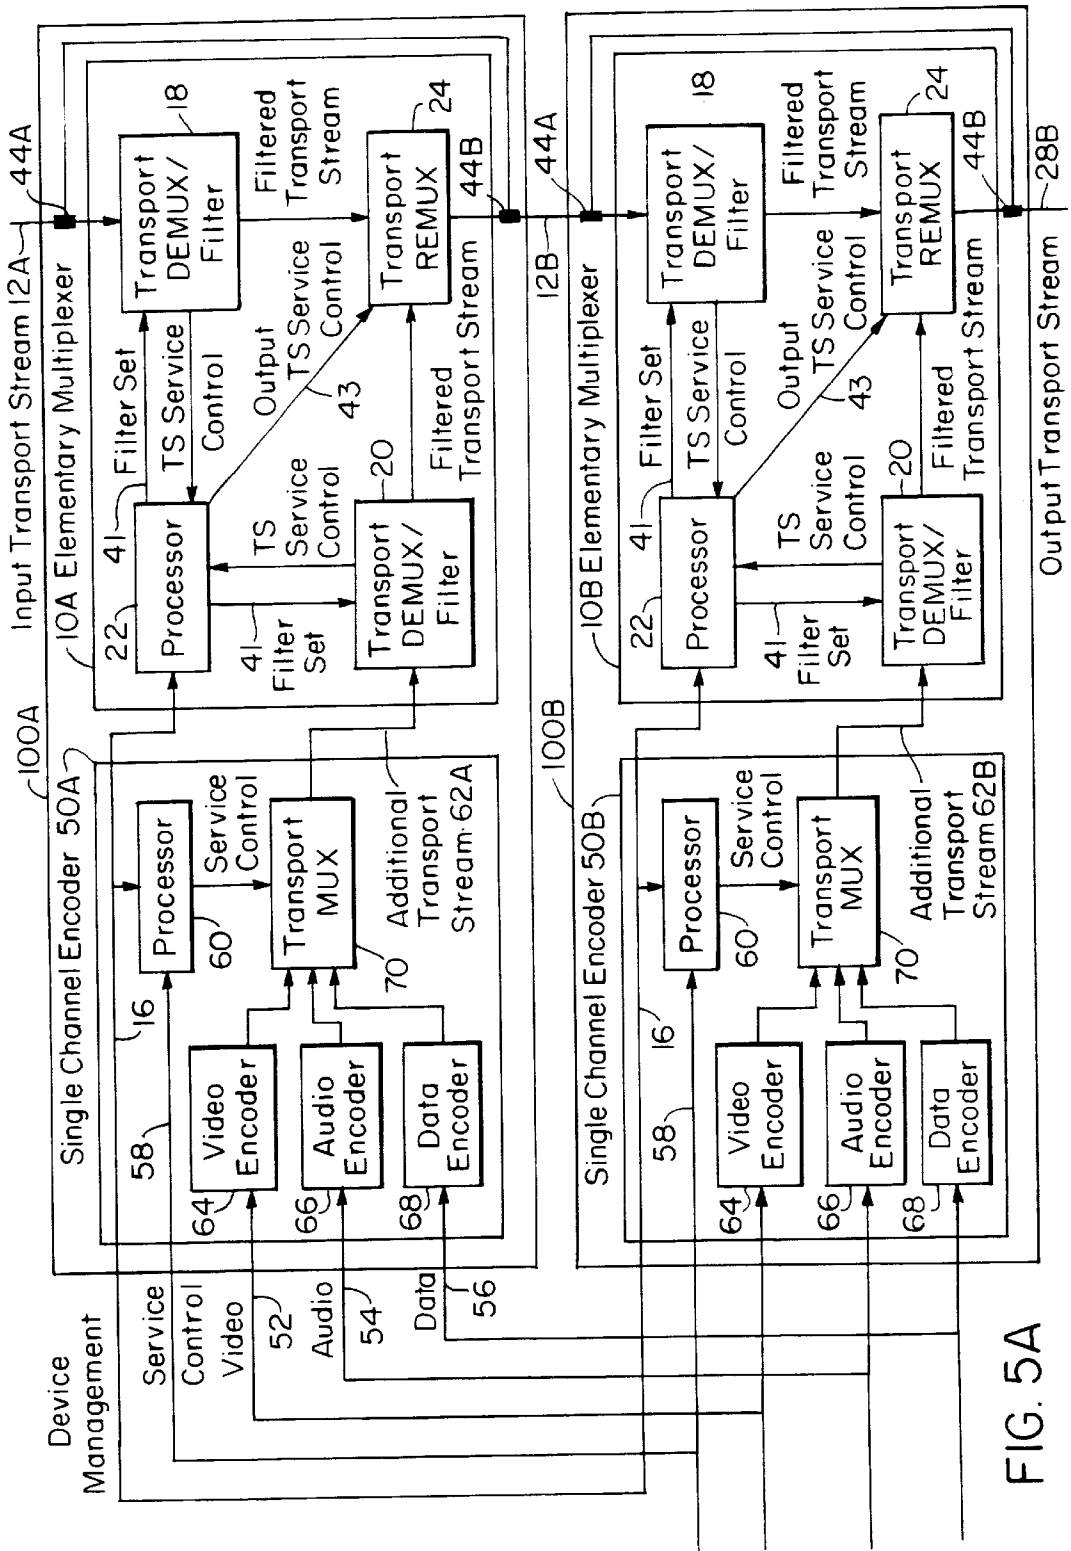 Device
Management
Service
Control
Video
52
Audio
54
Data
56
58
16
100A
Single Channel Encoder 50A
Processor
60
Service
Control
Video
Encoder
64
Audio
Encoder
66
Data
Encoder
68
Transport
MUX
70
Additional
Transport
Stream 62A
Input Transport Stream 12A
44A
10A Elementary Multiplexer
22
Processor
41
Filter Set
TS Service
Control
Transport
DEMUX/
Filter
18
Filtered
Transport
Stream
41
Filter
Set
TS
Service
Control
Output
TS Service
Control
43
20
Transport
DEMUX/
Filter
Filtered
Transport Stream
Transport
REMUX
24
44B
12B
100B
Single Channel Encoder 50B
58
16
Processor
60
Service
Control
Video
Encoder
64
Audio
Encoder
66
Data
Encoder
68
Transport
MUX
70
Additional
Transport
Stream 62B
44A
10B Elementary Multiplexer
22
Processor
41
Filter Set
TS Service
Control
Transport
DEMUX/
Filter
18
Filtered
Transport
Stream
41
Filter
Set
TS
Service
Control
Output
TS Service
Control
43
20
Transport
DEMUX/
Filter
Filtered
Transport Stream
Transport
REMUX
24
44B
28B
Output Transport Stream
FIG. 5A